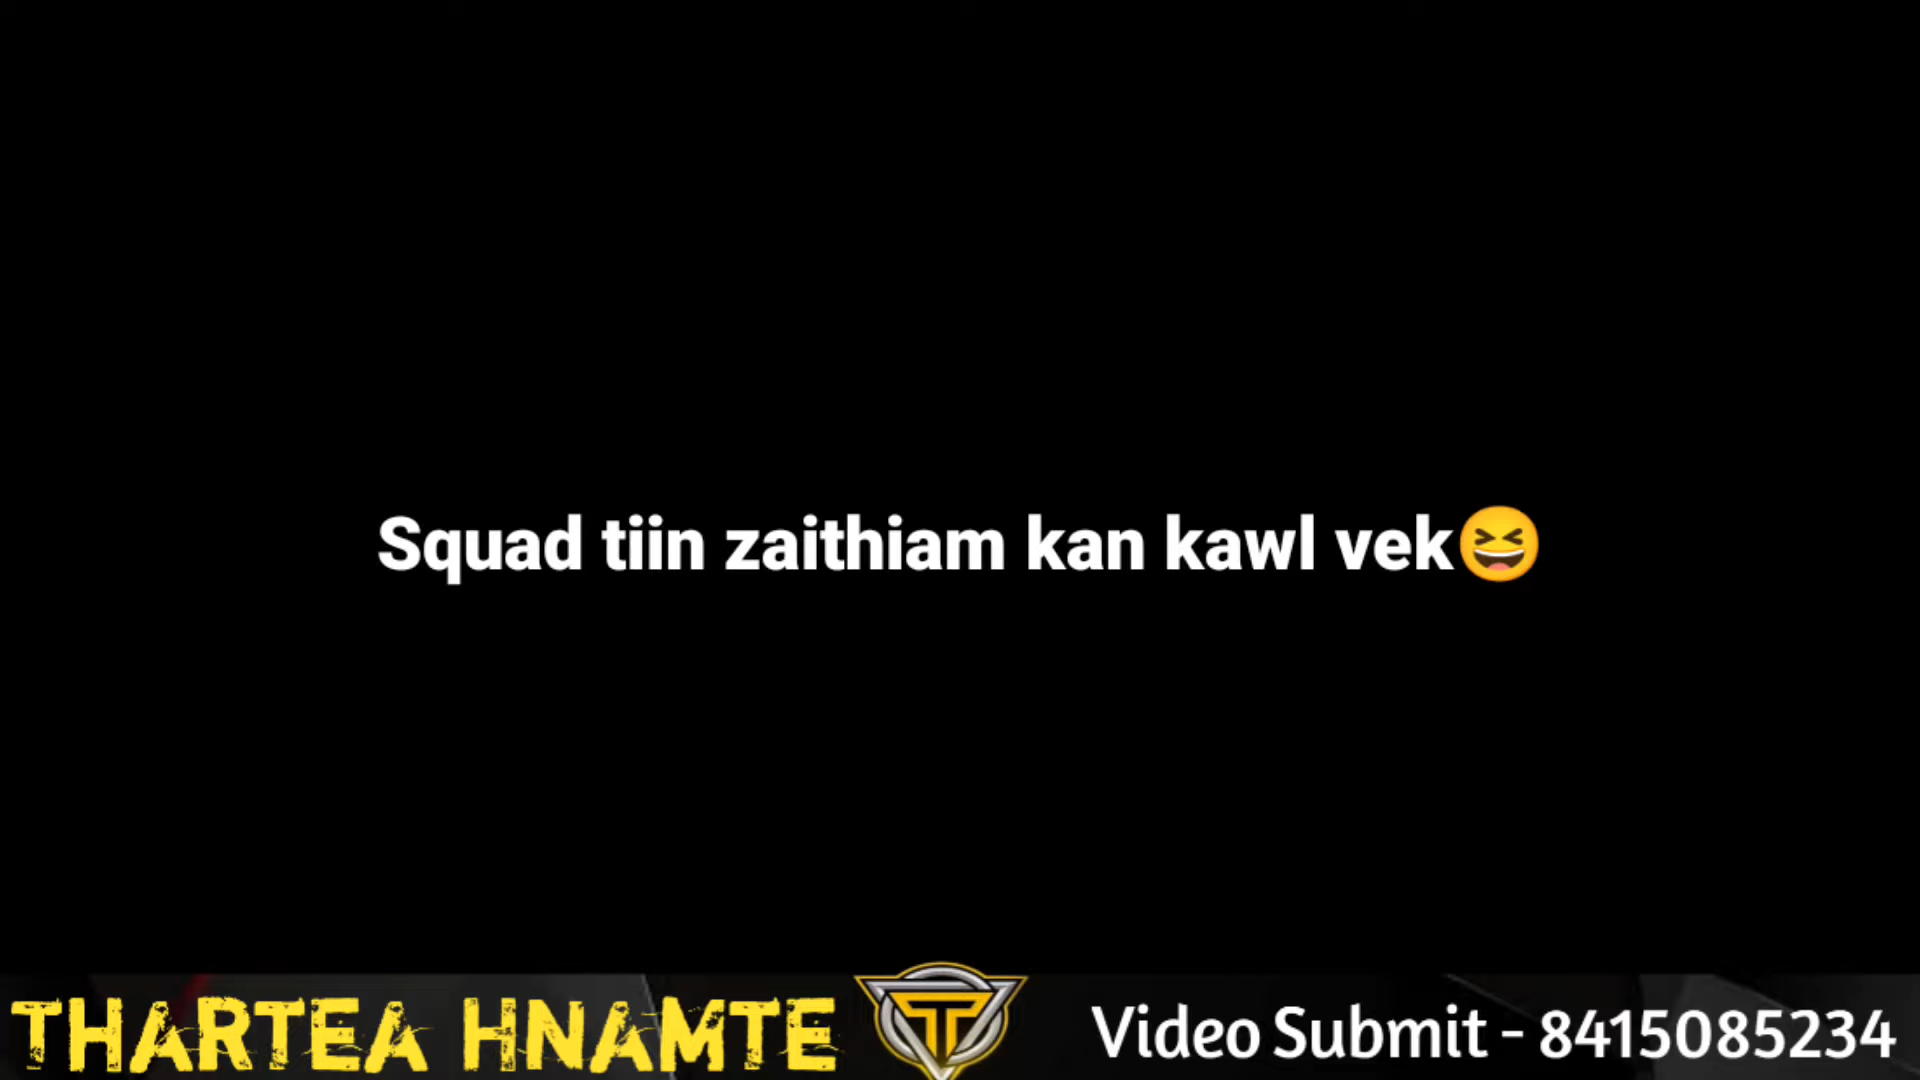 Squad tiin zaithiam kan kawl vek😆
THARTEA HNAMTE
Video Submit - 8415085234